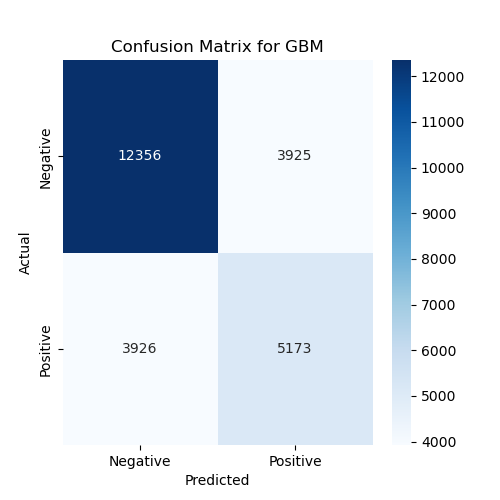 Confusion Matrix for GBM
12000
11000
10000
9000
8000
7000
6000
5000
4000
Actual
Negative
Positive
12356 3925
3926 5173
Negative Positive
Predicted